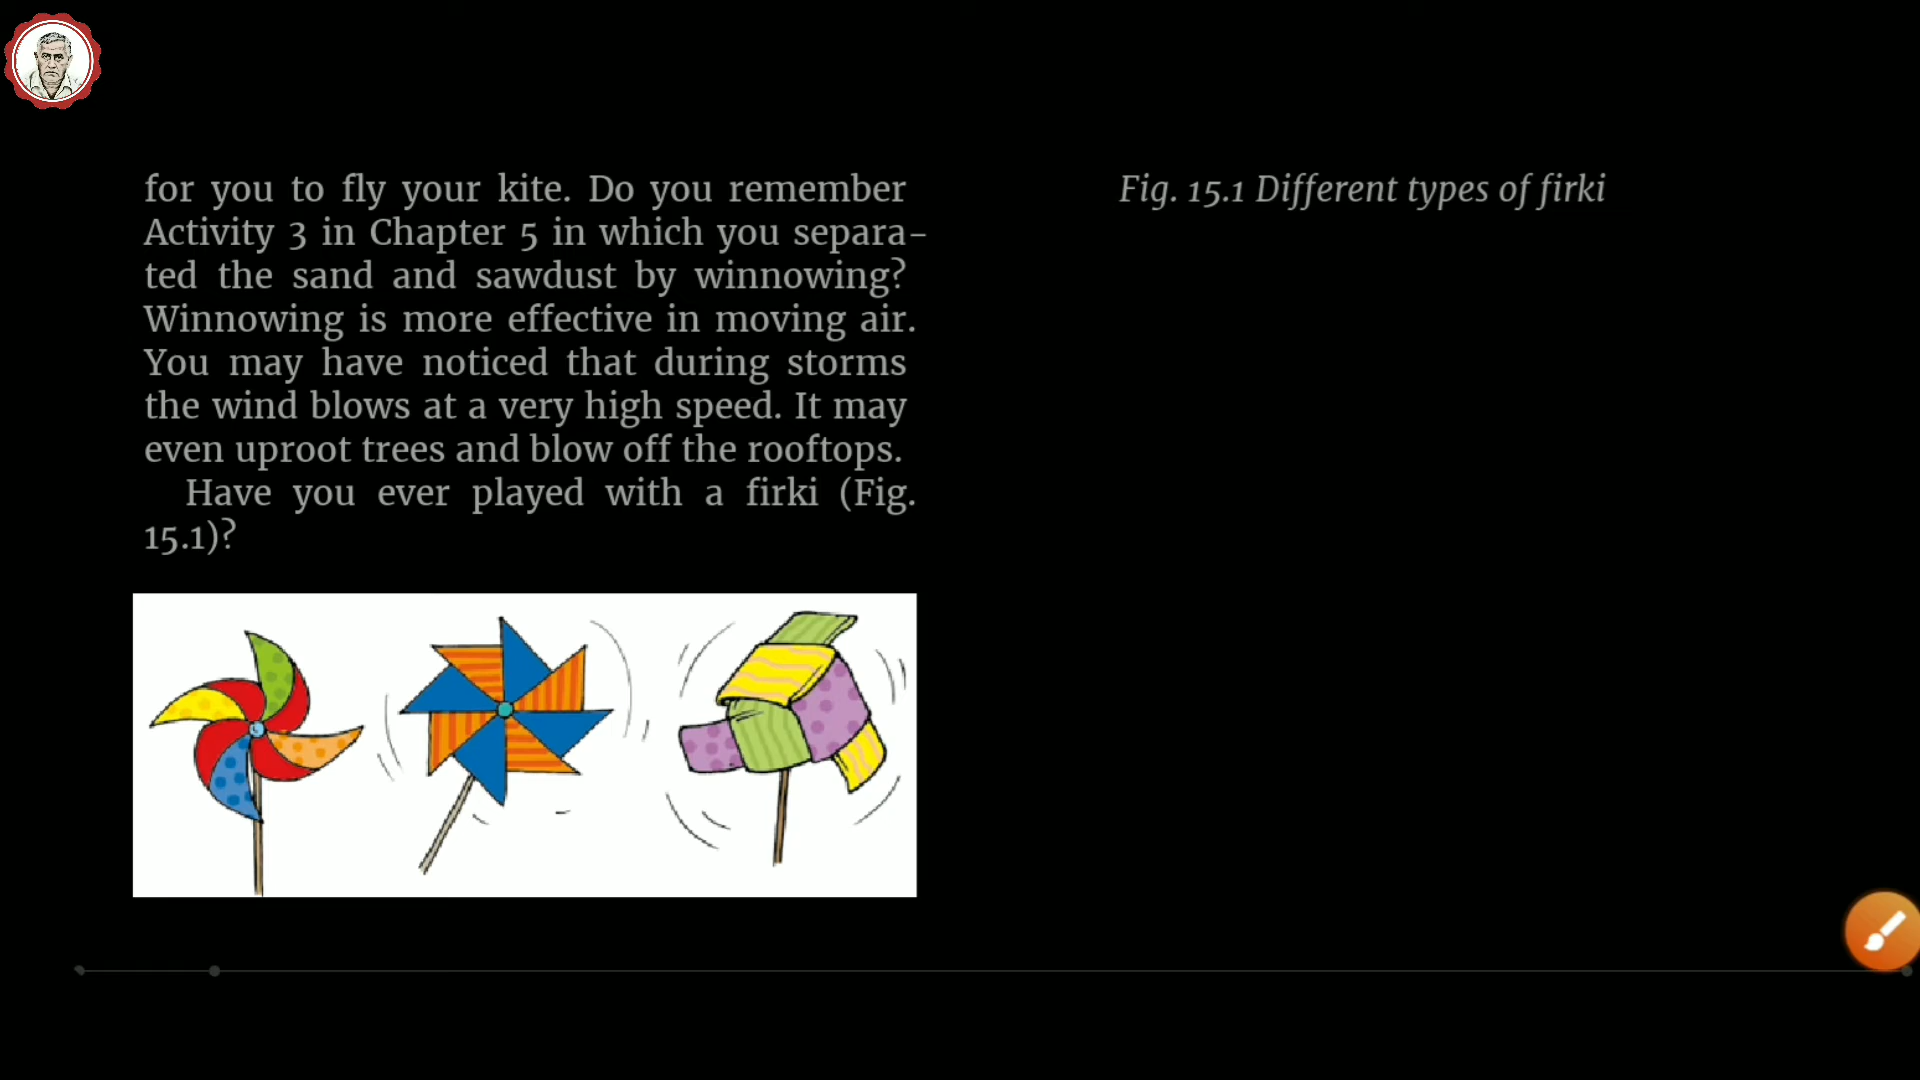 for you to fly your kite. Do you remember
Activity 3 in Chapter 5 in which you separa-
ted the sand and sawdust by winnowing?
Winnowing is more effective in moving air.
You may have noticed that during storms
the wind blows at a very high speed. It may
even uproot trees and blow off the rooftops.
Have you ever played with a firki (Fig.
15.1)?
Fig. 15.1 Different types of firki